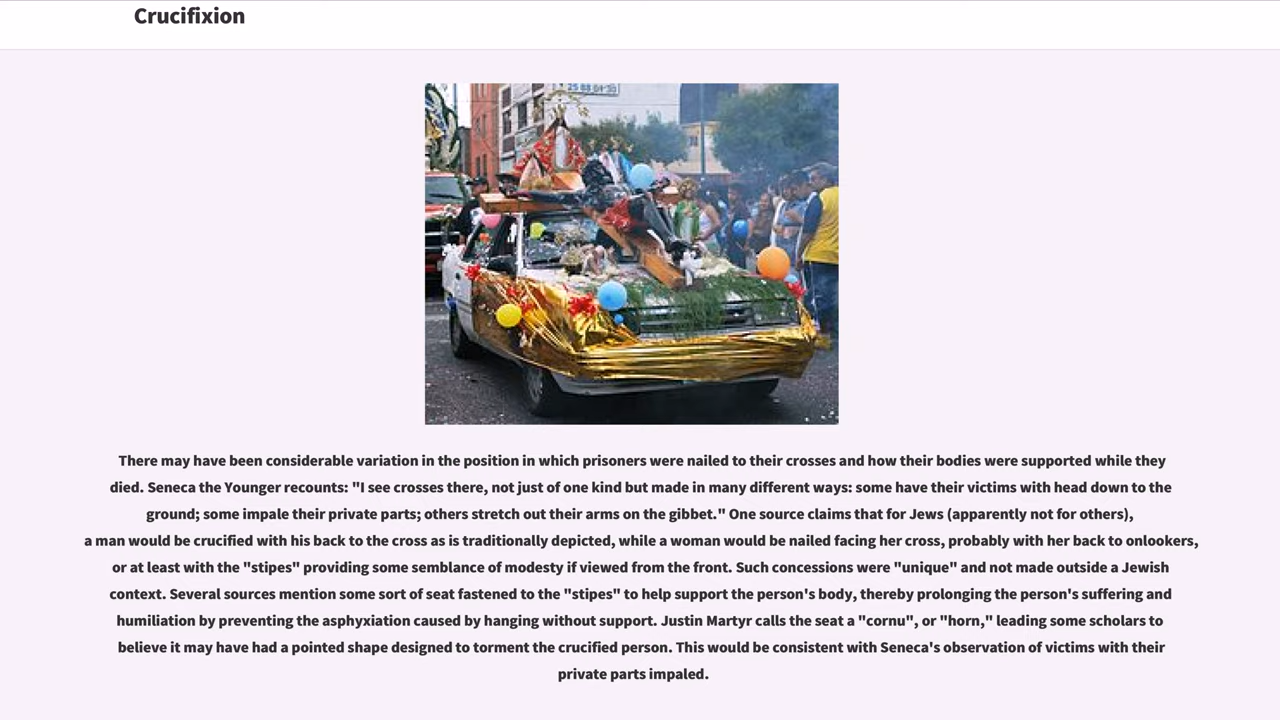 Crucifixion
There may have been considerable variation in the position in which prisoners were nailed to their crosses and how their bodies were supported while they
died. Seneca the Younger recounts: "I see crosses there, not just of one kind but made in many different ways: some have their victims with head down to the
ground; some impale their private parts; others stretch out their arms on the gibbet." One source claims that for Jews (apparently not for others),
a man would be crucified with his back to the cross as is traditionally depicted, while a woman would be nailed facing her cross, probably with her back to onlookers,
or at least with the "stipes" providing some semblance of modesty if viewed from the front. Such concessions were "unique" and not made outside a Jewish
context. Several sources mention some sort of seat fastened to the "stipes" to help support the person's body, thereby prolonging the person's suffering and
humiliation by preventing the asphyxiation caused by hanging without support. Justin Martyr calls the seat a "cornu", or "horn," leading some scholars to
believe it may have had a pointed shape designed to torment the crucified person. This would be consistent with Seneca's observation of victims with their
private parts impaled.